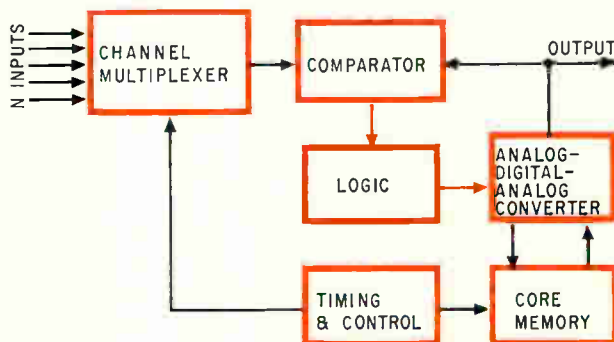 N INPUTS
CHANNEL
MULTIPLEXER
COMPARATOR
OUTPUT
LOGIC
ANALOG–
DIGITAL–
ANALOG
CONVERTER
TIMING
& CONTROL
CORE
MEMORY